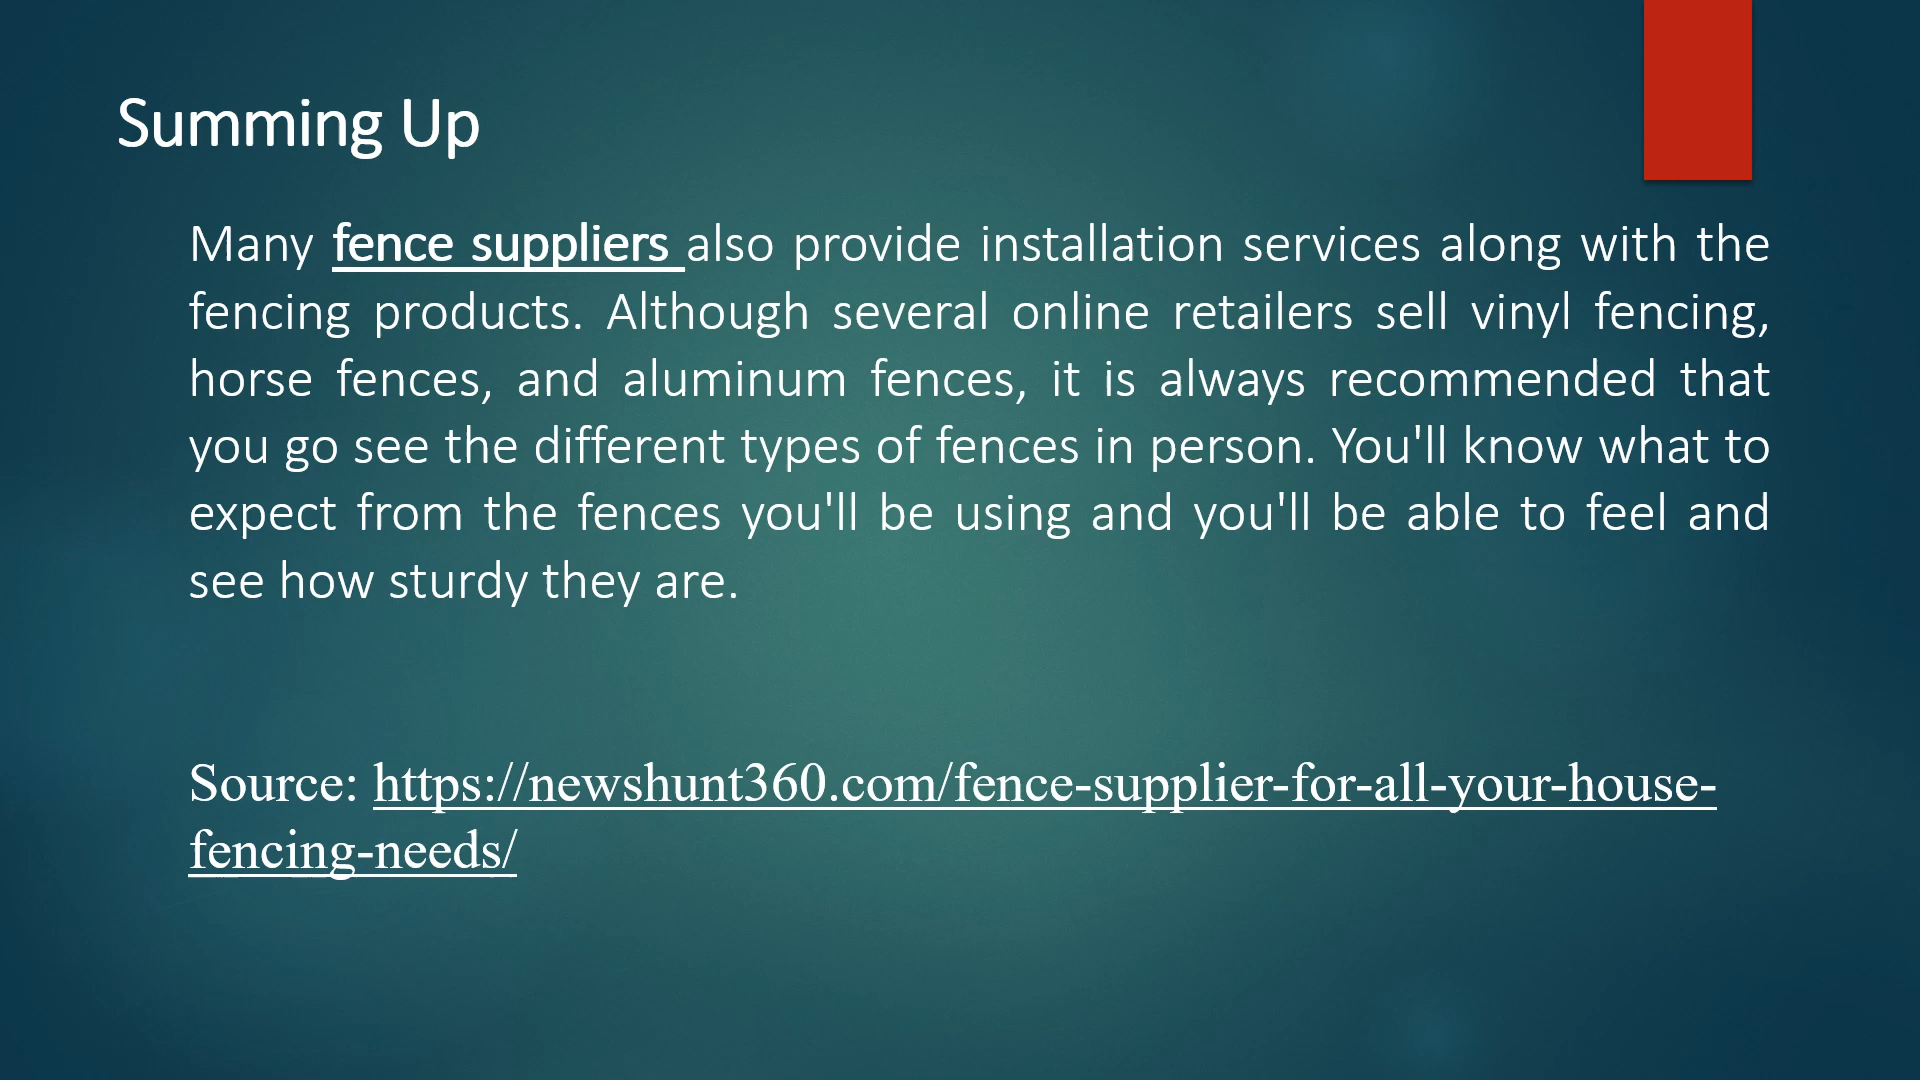 Summing Up
Many fence suppliers also provide installation services along with the
fencing products. Although several online retailers sell vinyl fencing,
horse fences, and aluminum fences, it is always recommended that
you go see the different types of fences in person. You'll know what to
expect from the fences you'll be using and you'll be able to feel and
see how sturdy they are.
Source: https://newshunt360.com/fence-supplier-for-all-your-house-
fencing-needs/